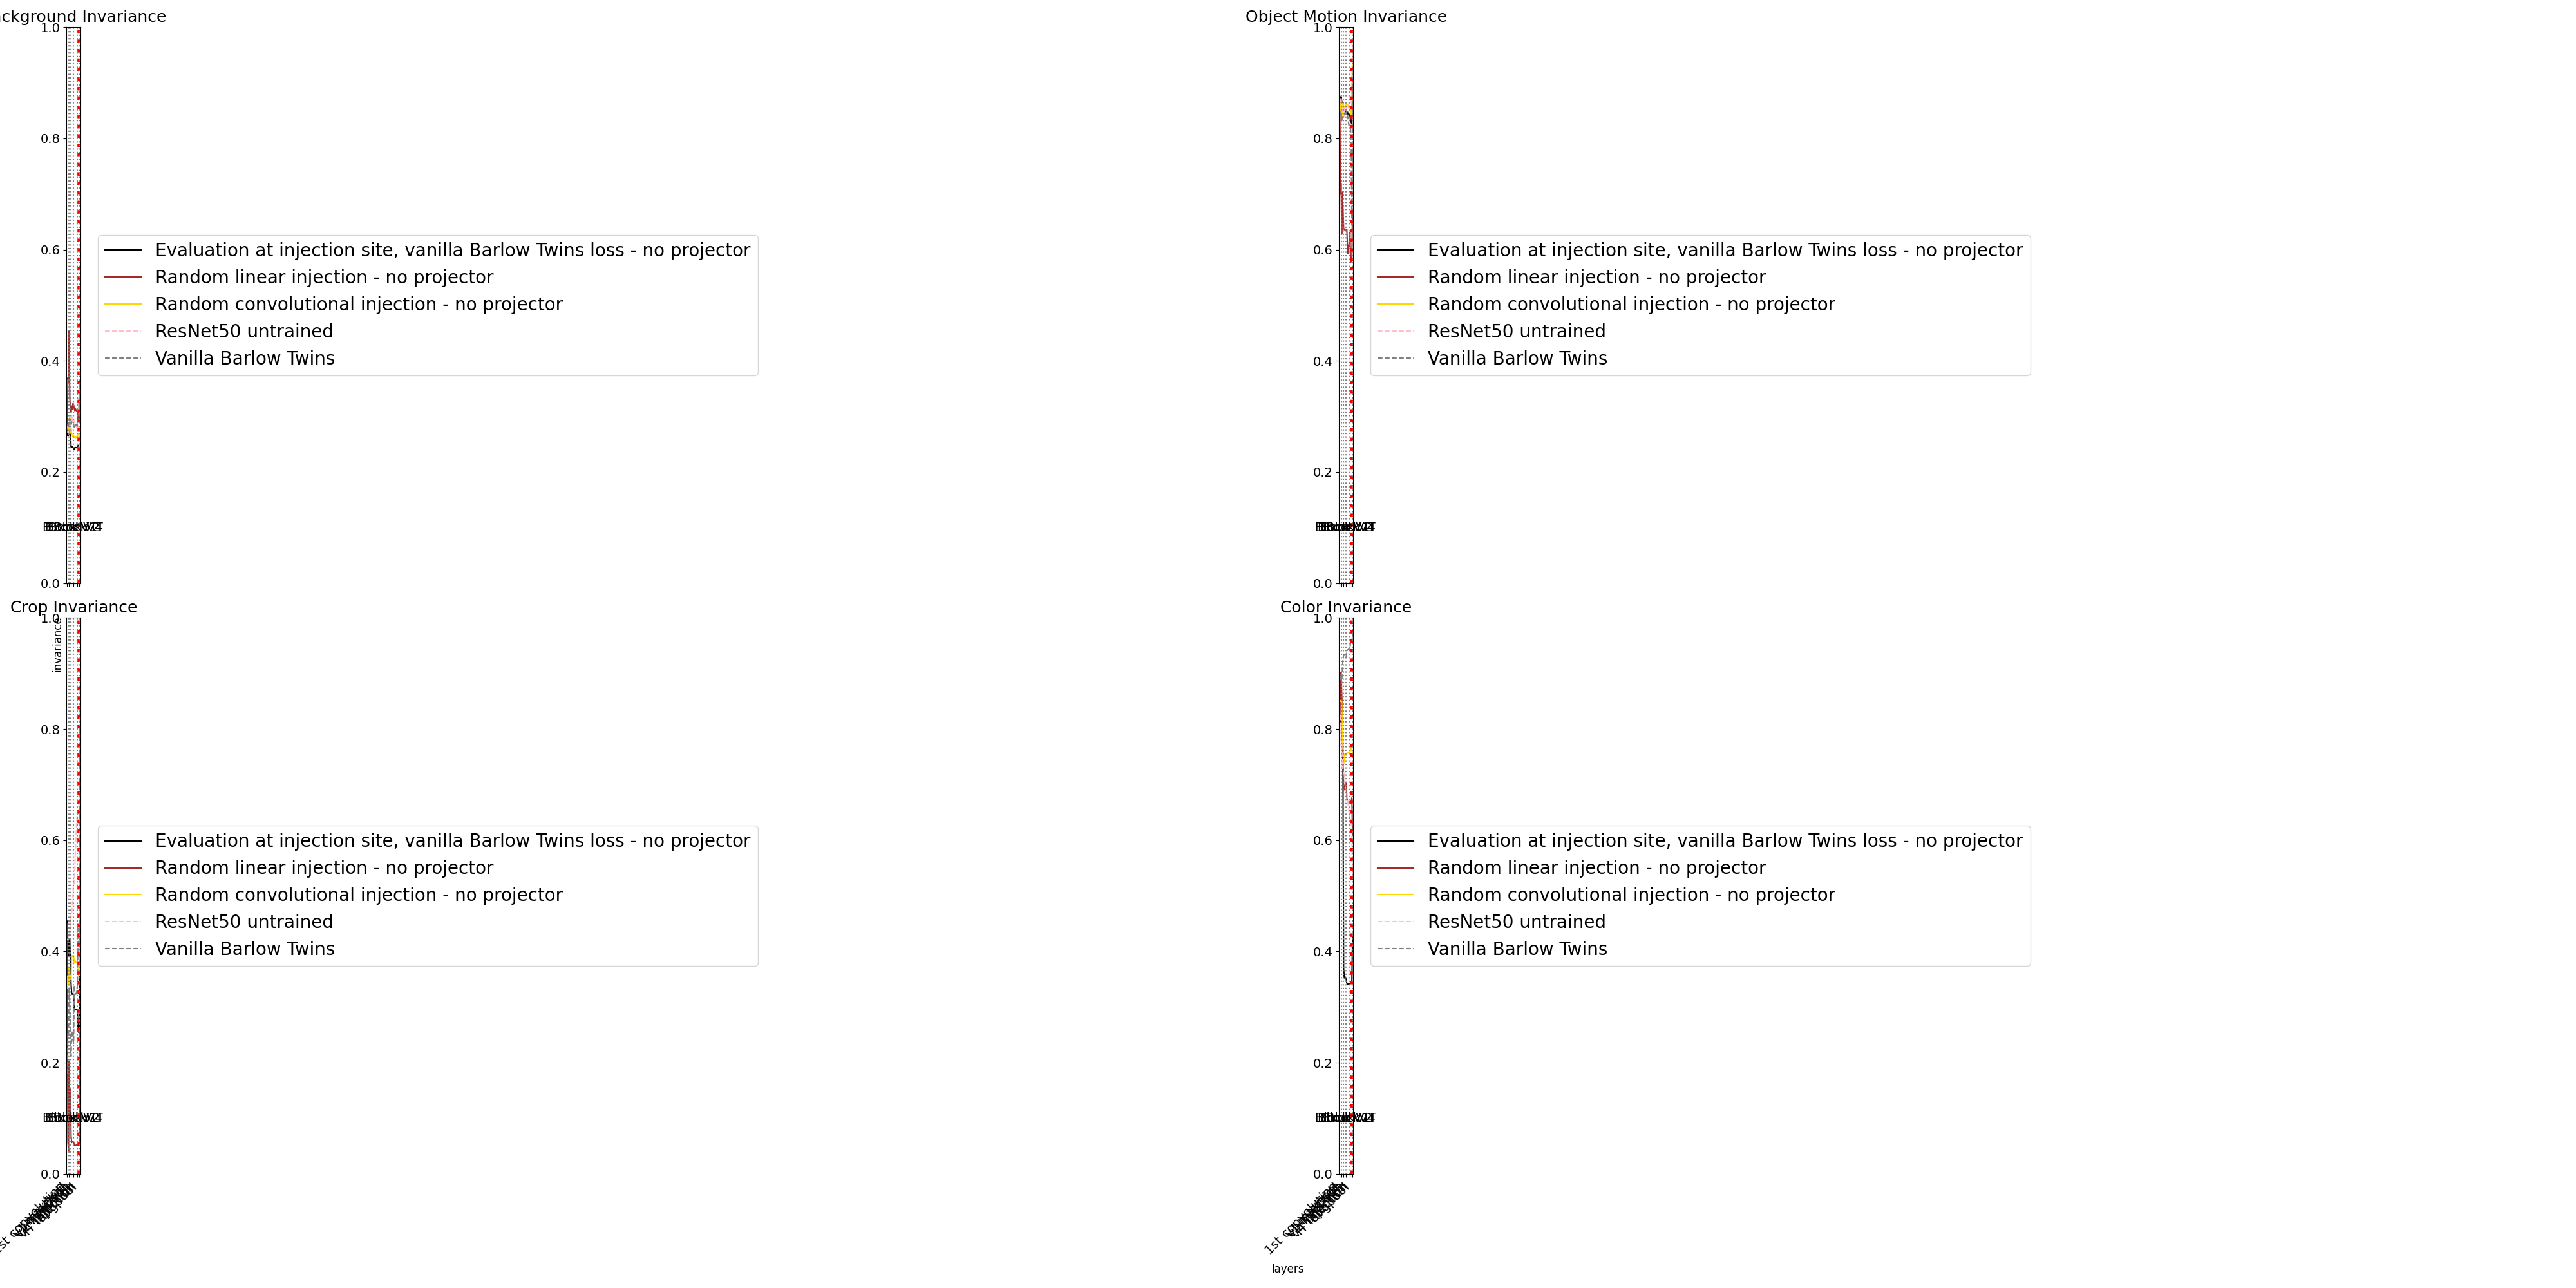 ckground Invariance
1.0
0.8
0.6
0.4
0.2
0.0
Evaluation at injection site, vanilla Barlow Twins loss - no projector
Random linear injection - no projector
Random convolutional injection - no projector
ResNet50 untrained
Vanilla Barlow Twins
Object Motion Invariance
1.0
0.8
0.6
0.4
0.2
0.0
Evaluation at injection site, vanilla Barlow Twins loss - no projector
Random linear injection - no projector
Random convolutional injection - no projector
ResNet50 untrained
Vanilla Barlow Twins
Crop Invariance
invariance
1.0
0.8
0.6
0.4
0.2
0.0
Evaluation at injection site, vanilla Barlow Twins loss - no projector
Random linear injection - no projector
Random convolutional injection - no projector
ResNet50 untrained
Vanilla Barlow Twins
Color Invariance
1.0
0.8
0.6
0.4
0.2
0.0
Evaluation at injection site, vanilla Barlow Twins loss - no projector
Random linear injection - no projector
Random convolutional injection - no projector
ResNet50 untrained
Vanilla Barlow Twins
layers